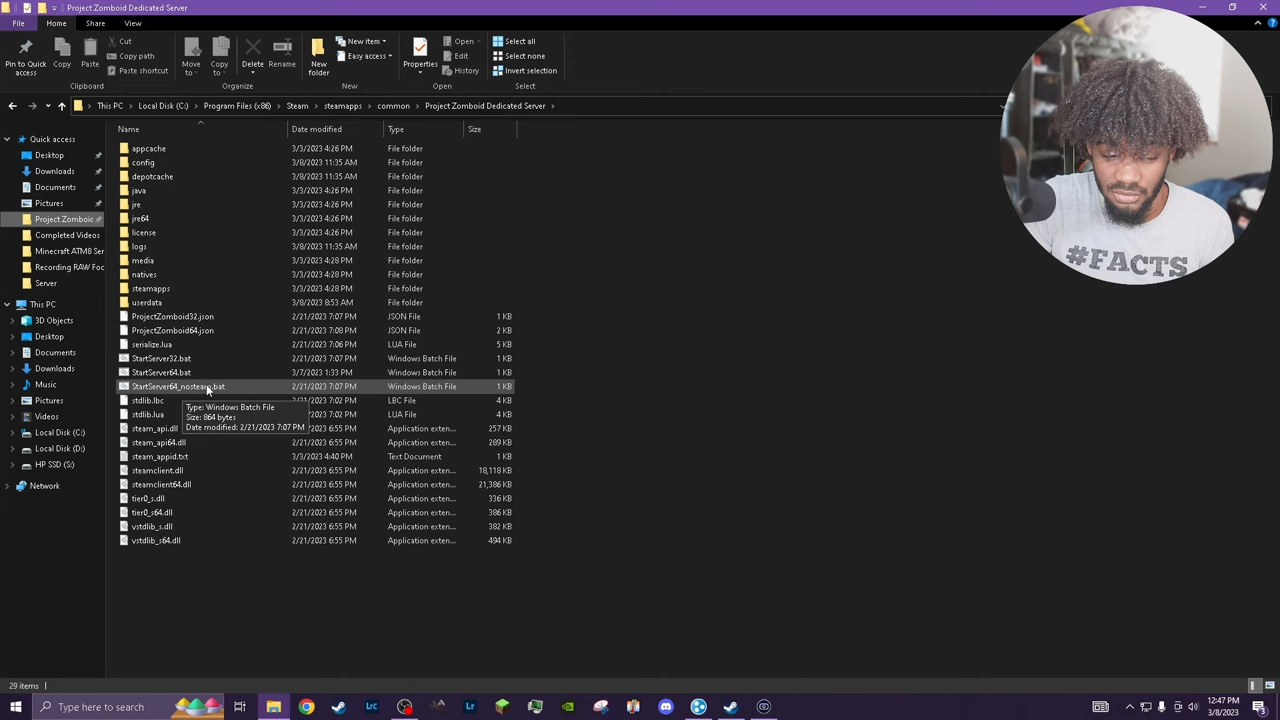 Project Zomboid Dedicated Server
File Home Share View
Pin to Quick access
Copy
Paste
Cut
Copy path
Paste shortcut
Clipboard
Move to
Copy to
Delete
Rename
Organize
New folder
New item
Easy access
New
Properties
Open
Edit
History
Open
Select all
Select none
Invert selection
Select
This PC Local Disk (C:) Program Files (x86) Steam steamapps common Project Zomboid Dedicated Server
Name Date modified Type Size
Quick access
Desktop
Downloads
Documents
Pictures
Project Zomboic
Completed Videos
Minecraft ATM8 Ser
Recording RAW Foc
Server
This PC
3D Objects
Desktop
Documents
Downloads
Music
Pictures
Videos
Local Disk (C:)
Local Disk (D:)
HP SSD (S:)
Network
appcache 3/3/2023 4:26 PM File folder
config 3/8/2023 11:35 AM File folder
depotcache 3/8/2023 11:35 AM File folder
java 3/3/2023 4:26 PM File folder
jre 3/3/2023 4:26 PM File folder
jre64 3/3/2023 4:26 PM File folder
license 3/3/2023 4:26 PM File folder
logs 3/8/2023 11:35 AM File folder
media 3/3/2023 4:28 PM File folder
natives 3/3/2023 4:28 PM File folder
steamapps 3/3/2023 4:28 PM File folder
userdata 3/8/2023 8:53 AM File folder
ProjectZomboid32.json 2/21/2023 7:07 PM JSON File 1 KB
ProjectZomboid64.json 2/21/2023 7:08 PM JSON File 2 KB
serialize.lua 2/21/2023 7:06 PM LUA File 5 KB
StartServer32.bat 2/21/2023 7:07 PM Windows Batch File 1 KB
StartServer64.bat 3/7/2023 1:33 PM Windows Batch File 1 KB
StartServer64_nosteam.bat 2/21/2023 7:07 PM Windows Batch File 1 KB
stdlib.lbc 2/21/2023 7:02 PM LBC File 4 KB
Type: Windows Batch File
Size: 864 bytes
Date modified: 2/21/2023 7:07 PM
stdlib.lua LUA File 4 KB
steam_api.dll Application exten... 257 KB
steam_api64.dll 2/21/2023 6:55 PM Application exten... 289 KB
steam_appid.txt 3/3/2023 4:40 PM Text Document 1 KB
steamclient.dll 2/21/2023 6:55 PM Application exten... 18,118 KB
steamclient64.dll 2/21/2023 6:55 PM Application exten... 21,386 KB
tier0_s.dll 2/21/2023 6:55 PM Application exten... 336 KB
tier0_s64.dll 2/21/2023 6:55 PM Application exten... 386 KB
vstdlib_s.dll 2/21/2023 6:55 PM Application exten... 382 KB
vstdlib_s64.dll 2/21/2023 6:55 PM Application exten... 494 KB
#FACTS
29 items
Type here to search
Lrc
Lr
12:47 PM
3/8/2023